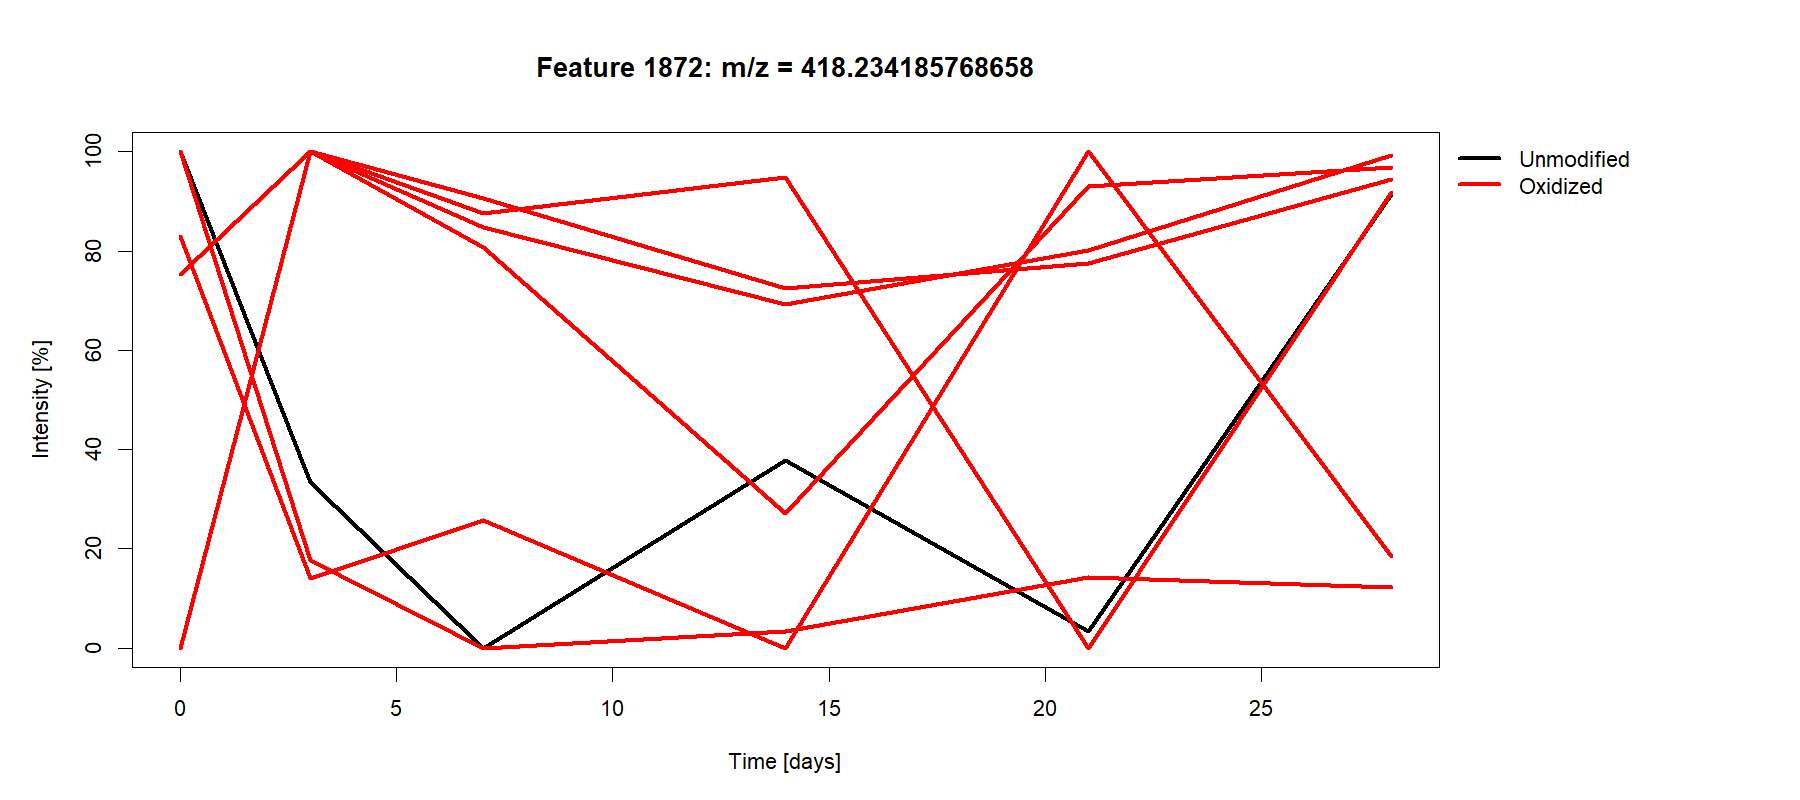 Feature 1872: m/z = 418.234185768658
Unmodified
Oxidized
Intensity [%]
100
80
60
40
20
0
0 5 10 15 20 25
Time [days]